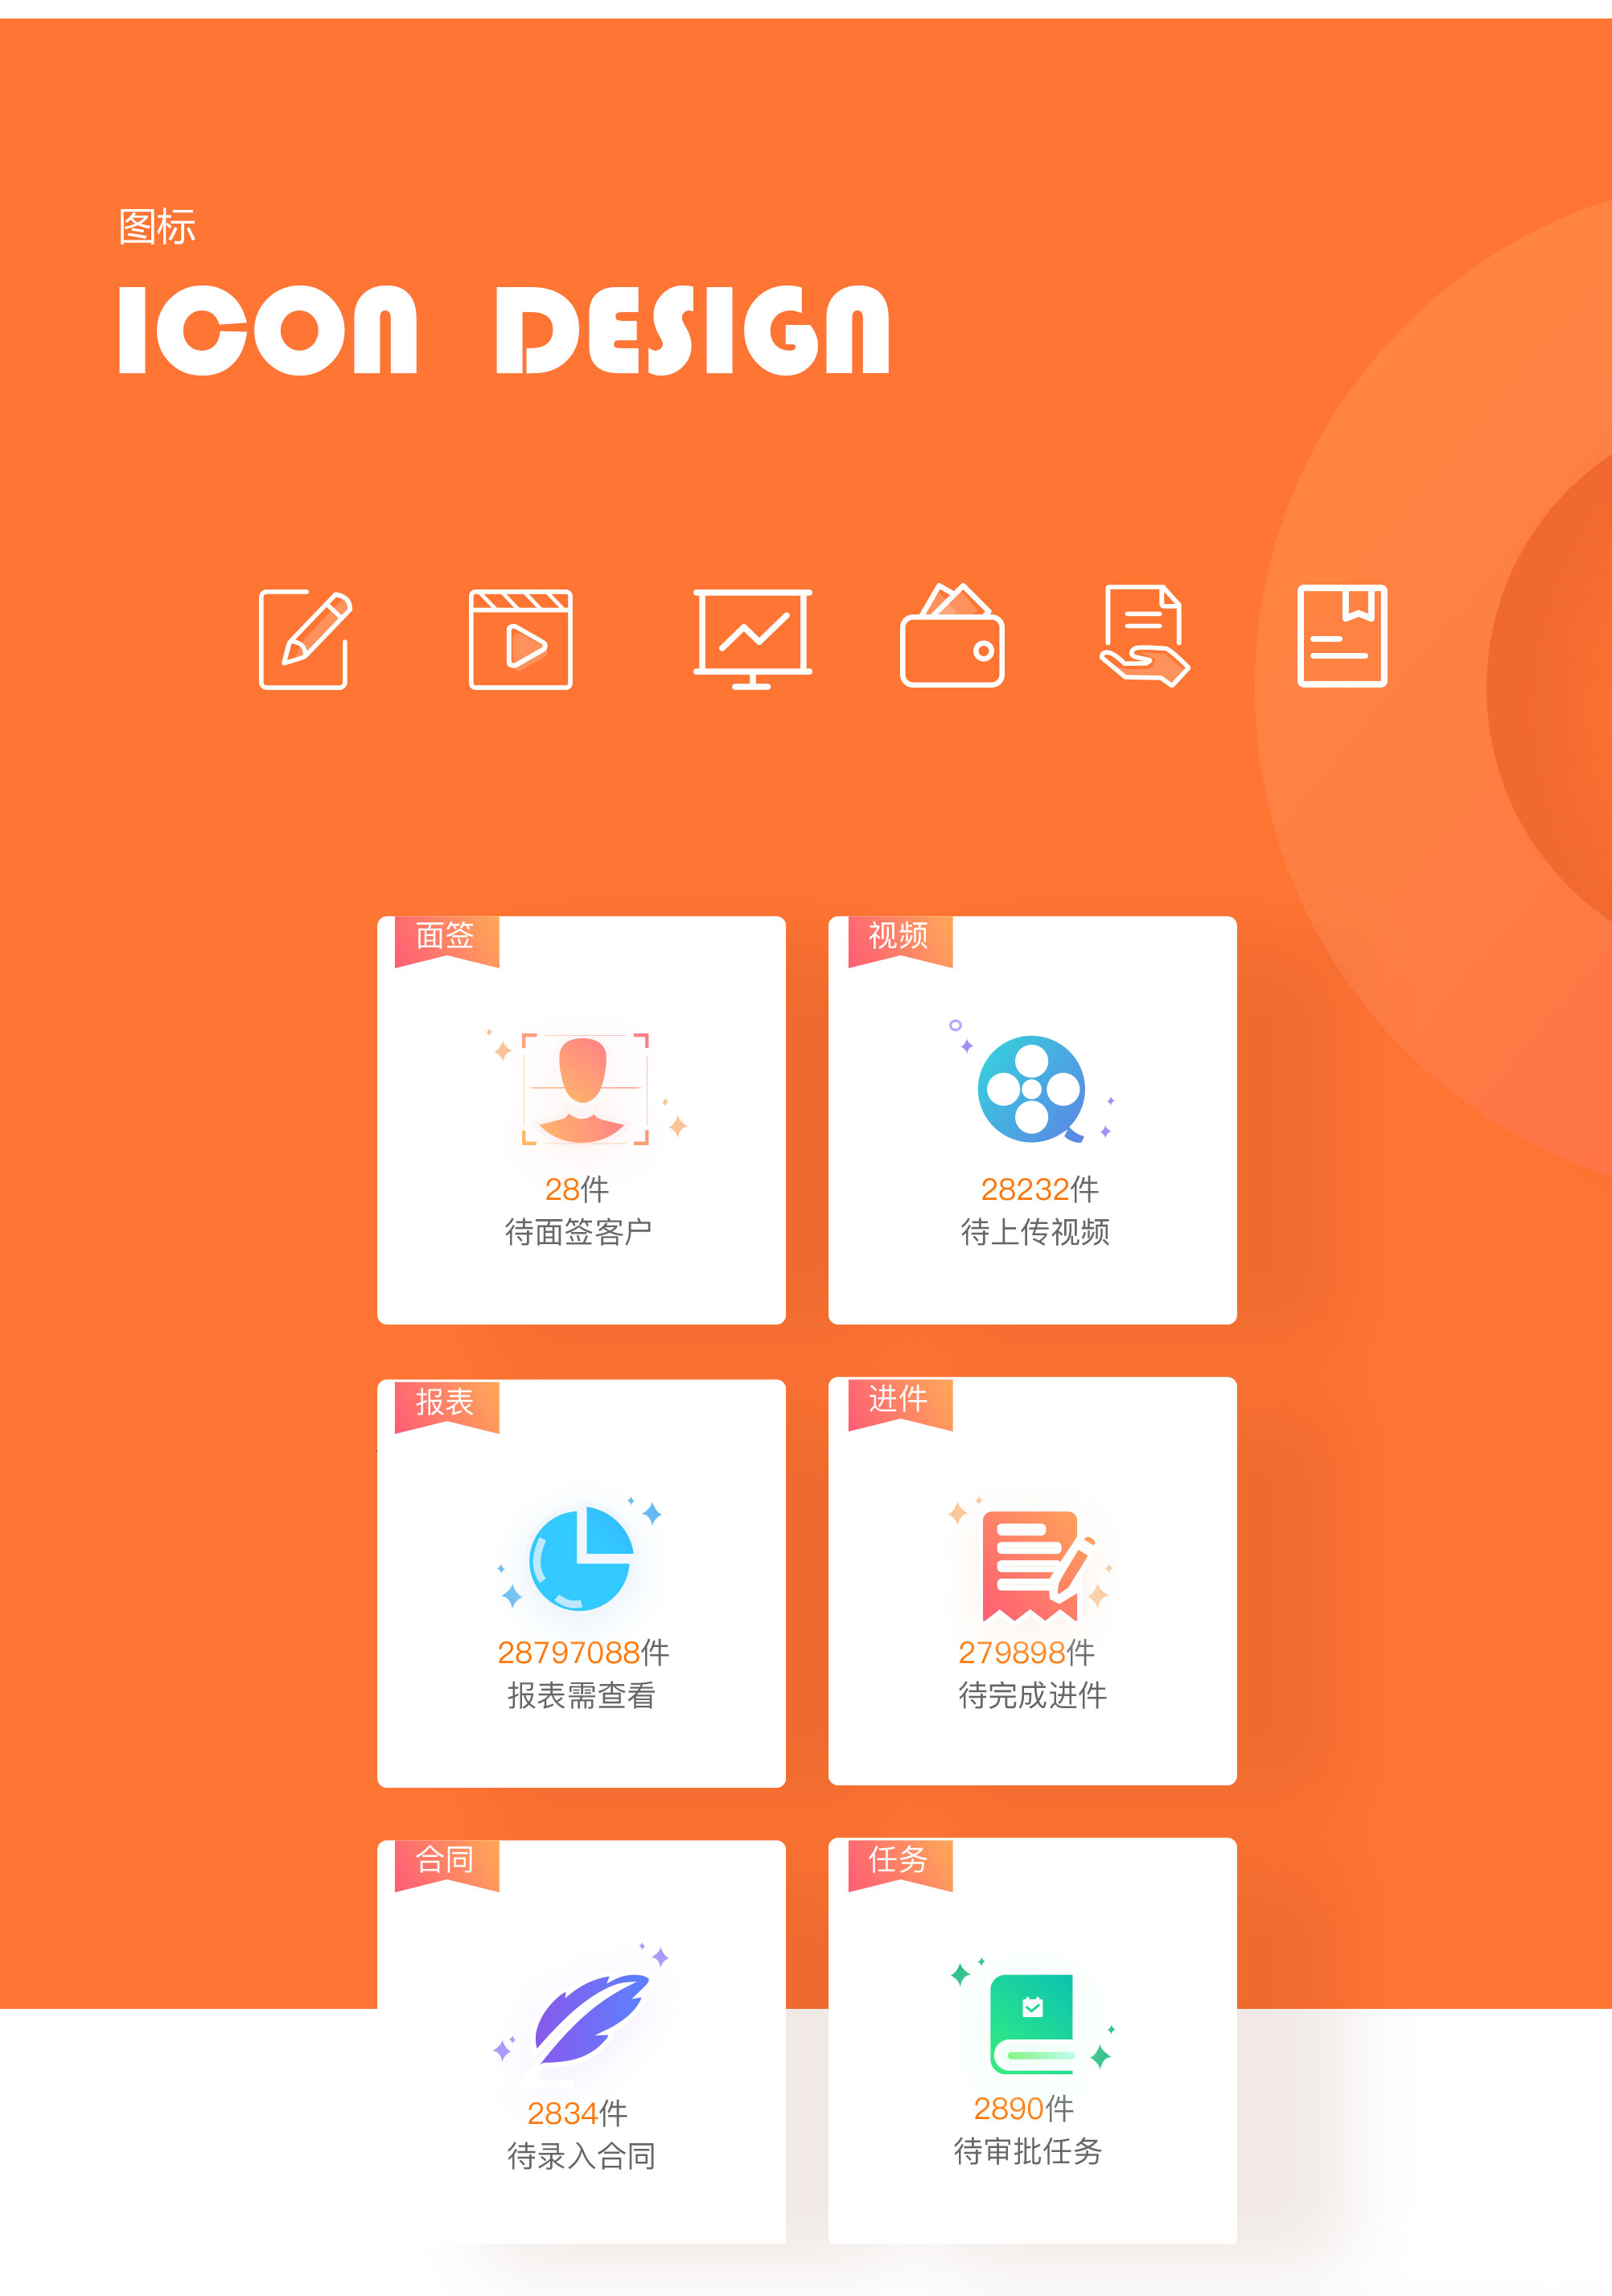 图标
ICON DESIGN
面签
28件
待面签客户
视频
28232件
待上传视频
报表
28797088件
报表需查看
进件
279898件
待完成进件
合同
2834件
待录入合同
任务
2890件
待审批任务